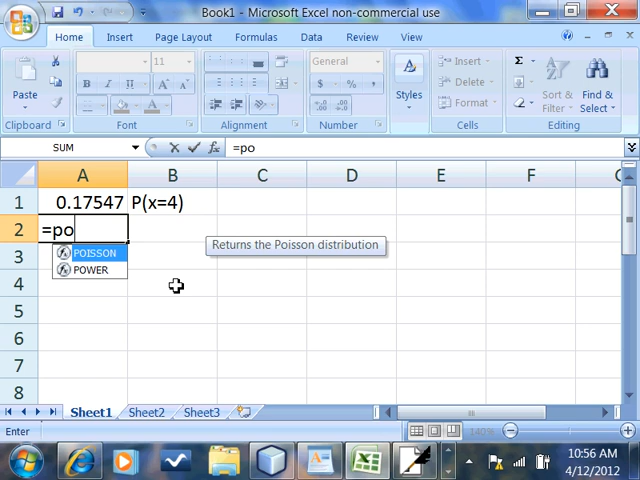 Book1 - Microsoft Excel non-commercial use
Home Insert Page Layout Formulas Data Review View
Paste
11
B I U
A A
General
$ % ,
Styles
Insert
Delete
Format
Σ
Sort & Filter
Find & Select
Clipboard Font Alignment Number Cells Editing
SUM fx =po
A B C D E F G
1 0.17547 P(x=4)
2 =po
Returns the Poisson distribution
3 POISSON
POWER
4
5
6
7
8
Sheet1 Sheet2 Sheet3
Enter 140%
10:56 AM
4/12/2012